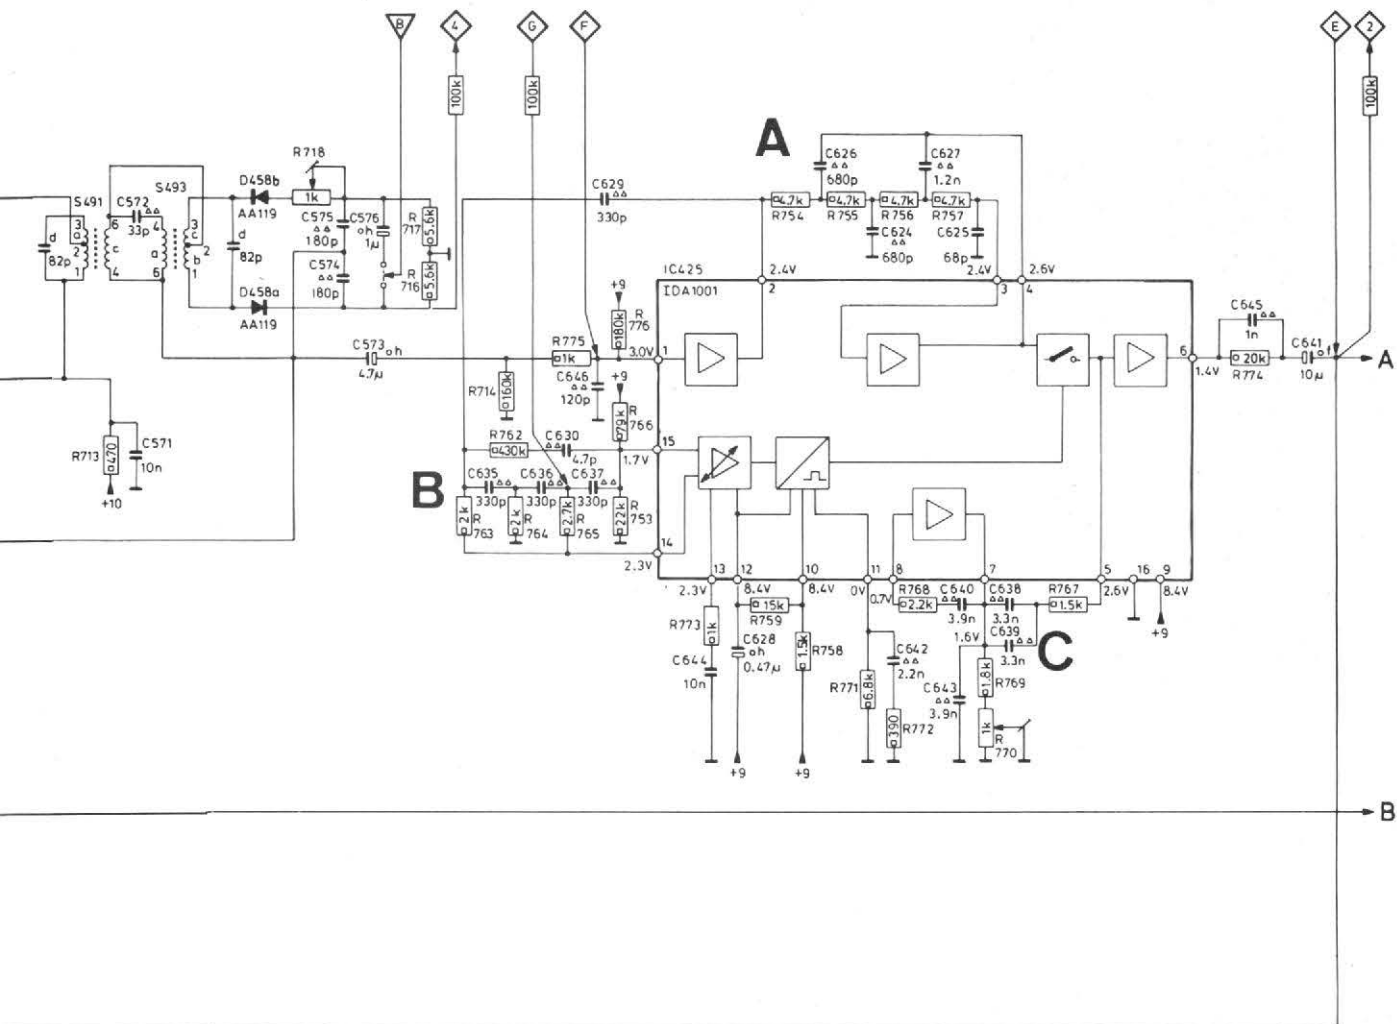 B
4
G
F
E
2
100k
100k
100k
A
R718
C626
△△
680p
C627
△△
1.2n
S493
D458b
C629
△△
330p
S491
C572
△△
33p
1k
AA119
C575
△△
180p
C576
oh
1µ
R
717
5.6k
4.7k
R754
4.7k
R755
4.7k
R756
4.7k
R757
C624
△△
680p
C625
68p
3
a
2
1
6
c
4
4
a
6
3
c
2
b
1
d
82p
d
82p
C574
△△
180p
R
716
5.6k
D458a
AA119
IC425
IDA1001
2.4V
2
2.4V
3
2.6V
4
+9
R
776
180k
C645
△△
1n
C573
oh
4.7µ
R775
1k
3.0V
1
6
1.4V
20k
R774
C641
of
10µ
A
R714
160k
C646
△△
120p
+9
R
766
79k
R762
430k
C630
△△
4.7p
1.7V
15
R713
470
C571
10n
+10
B
C635
△△
330p
C636
△△
330p
C637
△△
330p
2k
R
763
2k
R
764
2.7k
R
765
22k
R
753
14
2.3V
13
2.3V
12
8.4V
10
8.4V
11
0V
8
0.7V
7
5
2.6V
16
9
8.4V
R773
1k
15k
R759
R768
2.2k
C640
△△
3.9n
C638
△△
3.3n
R767
1.5k
+9
C628
oh
0.47µ
1.5k
R758
C642
△△
2.2n
1.6V
C639
△△
3.3n
C
C644
10n
R771
6.8k
C643
△△
3.9n
1.8k
R769
390
R772
1k
R
770
+9
+9
B